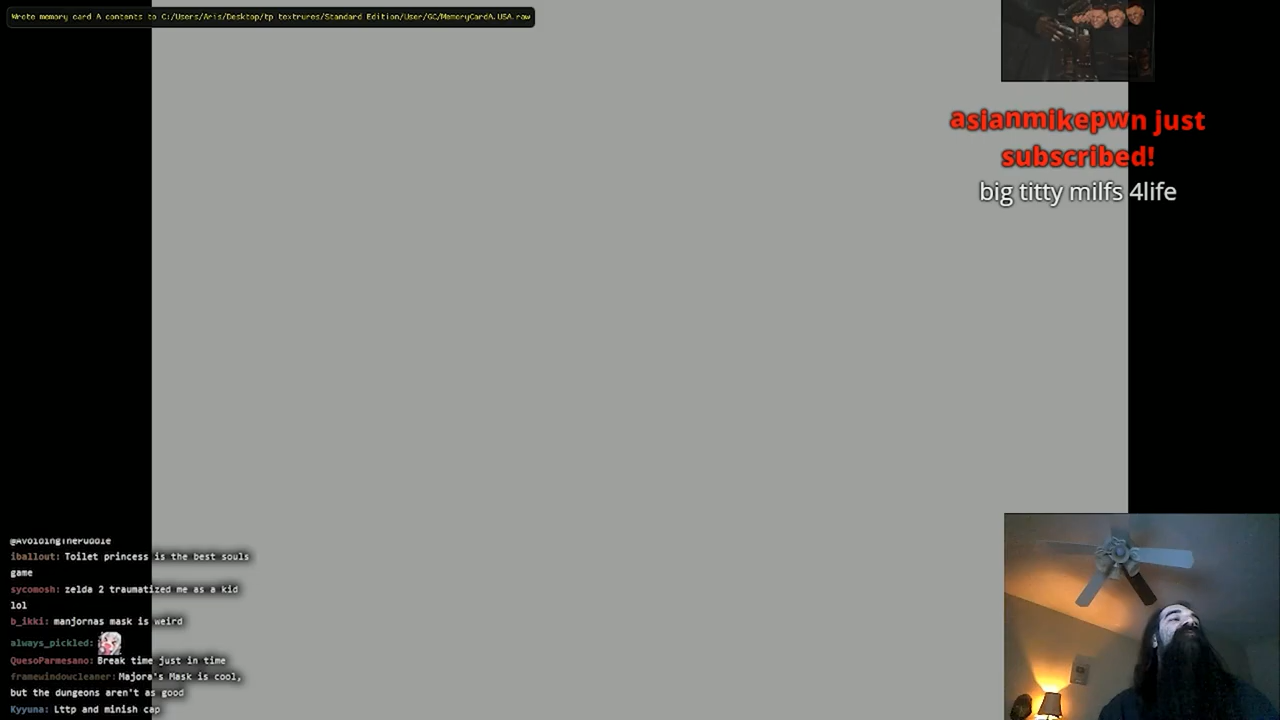 Wrote memory card A contents to C:/Users/Aris/Desktop/tp textrures/Standard Edition/User/GC/MemoryCardA.USA.raw
asianmikepwn just
subscribed!
big titty milfs 4life
@AvoidingThePuddle
iballout: Toilet princess is the best souls
game
sycomosh: zelda 2 traumatized me as a kid
lol
b_ikki: manjornas mask is weird
always_pickled:
QuesoParmesano: Break time just in time
framewindowcleaner: Majora's Mask is cool,
but the dungeons aren't as good
Kyyuna: Lttp and minish cap